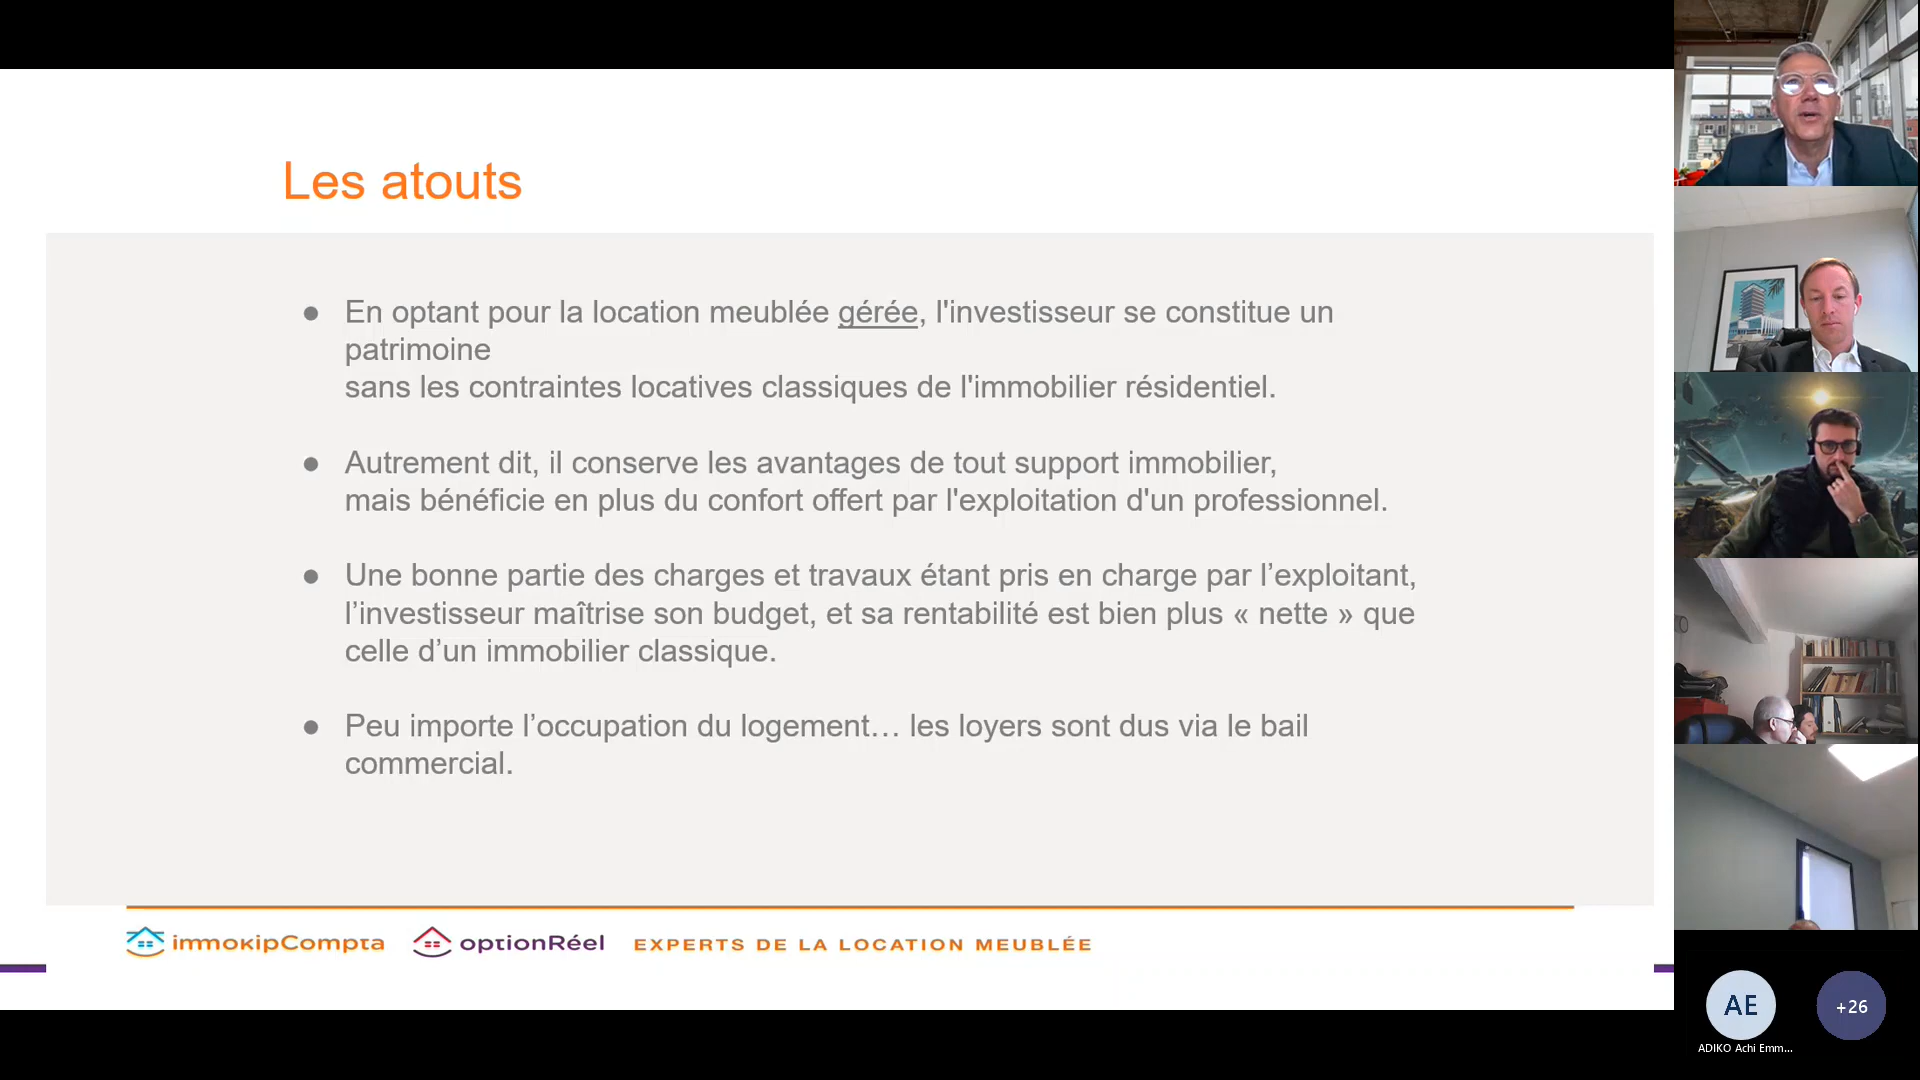 Les atouts
● En optant pour la location meublée gérée, l'investisseur se constitue un
patrimoine
sans les contraintes locatives classiques de l'immobilier résidentiel.
● Autrement dit, il conserve les avantages de tout support immobilier,
mais bénéficie en plus du confort offert par l'exploitation d'un professionnel.
● Une bonne partie des charges et travaux étant pris en charge par l’exploitant,
l’investisseur maîtrise son budget, et sa rentabilité est bien plus « nette » que
celle d’un immobilier classique.
● Peu importe l’occupation du logement… les loyers sont dus via le bail
commercial.
immokipCompta optionRéel EXPERTS DE LA LOCATION MEUBLÉE
AE +26
ADIKO Achi Emm...